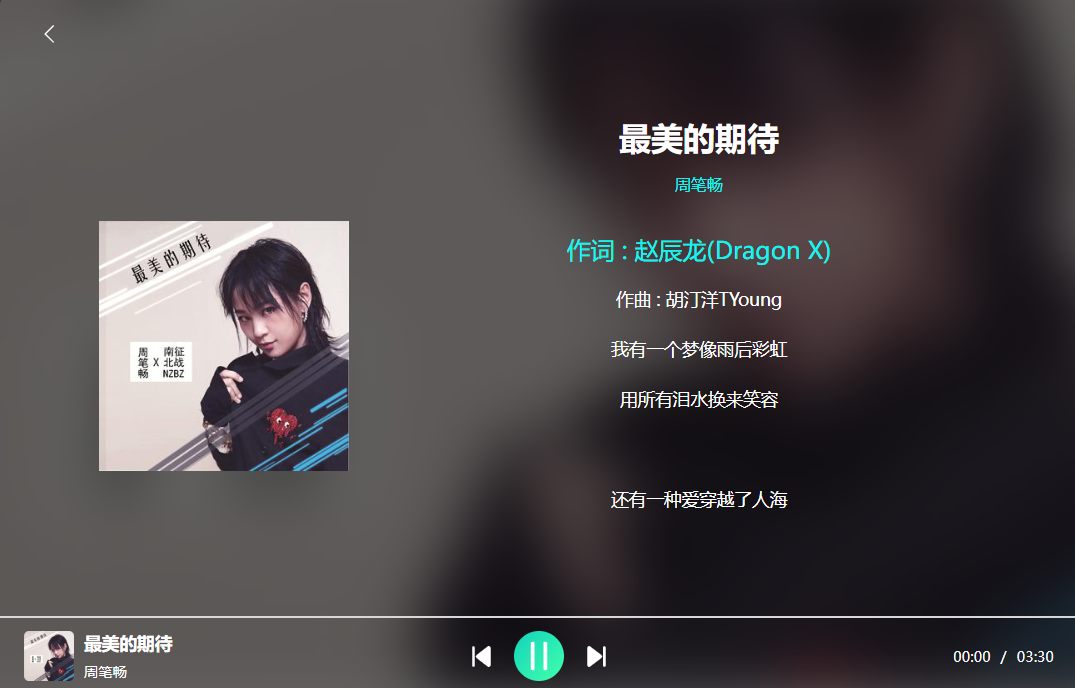 最美的期待
周笔畅
作词 : 赵辰龙(Dragon X)
作曲 : 胡汀洋TYoung
我有一个梦像雨后彩虹
用所有泪水换来笑容
还有一种爱穿越了人海
最美的期待
周笔畅 X 南征北战 NZBZ
最美的期待
周笔畅
00:00 / 03:30